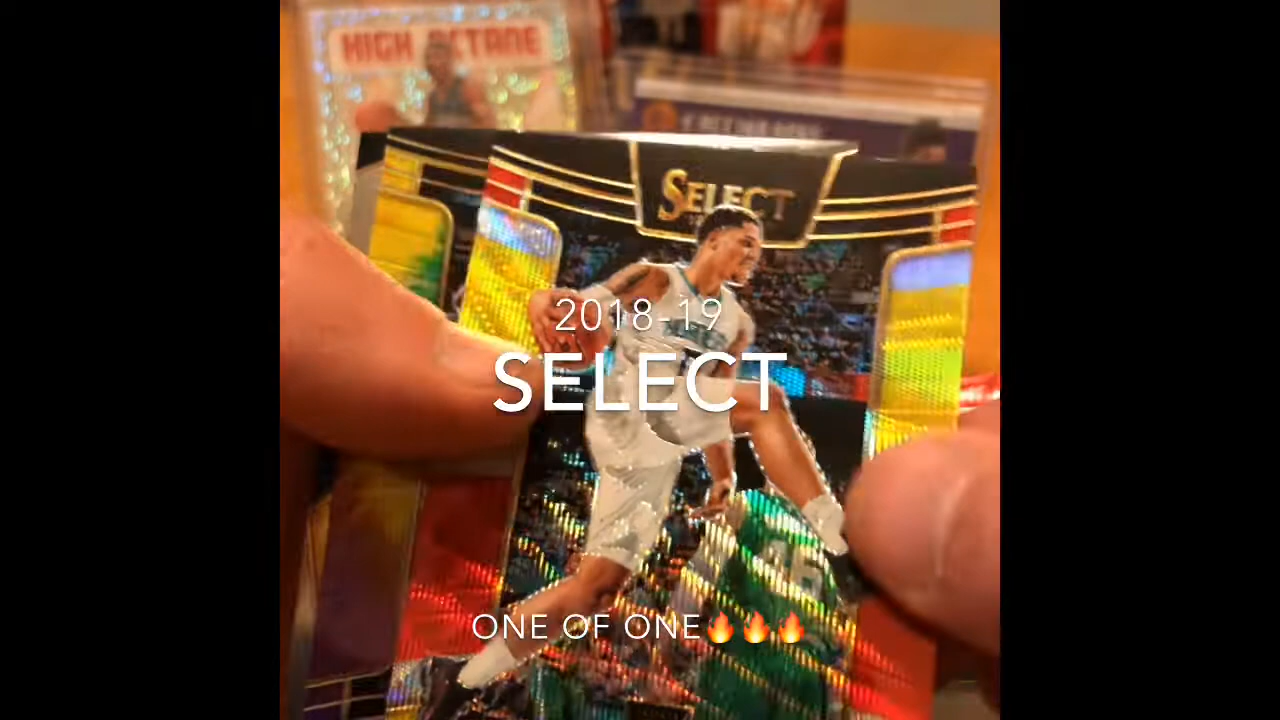 HIGH OCTANE
SELECT
2018-19
SELECT
ONE OF ONE🔥🔥🔥